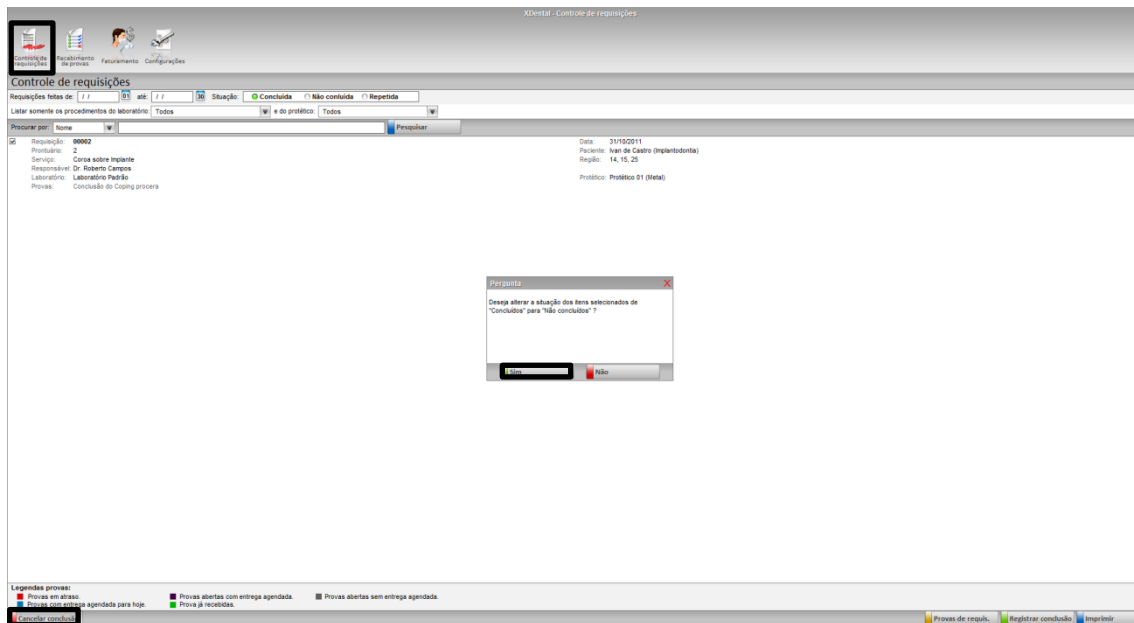 XDental - Controle de requisições
Controle de requisições
Recebimento de provas
Faturamento
Configurações
Controle de requisições
Requisições feitas de: / / 01 até: / / 30 Situação: Concluída Não conluída Repetida
Listar somente os procedimentos do laboratório: Todos e do protético: Todos
Procurar por: Nome Pesquisar
Requisição: 00002 Data: 31/10/2011
Prontuário: 2 Paciente: Ivan de Castro (Implantodontia)
Serviço: Coroa sobre Implante Região: 14, 15, 25
Responsável: Dr. Roberto Campos
Laboratório: Laboratório Padrão Protético: Protético 01 (Metal)
Provas: Conclusão do Coping procera
Pergunta X
Deseja alterar a situação dos itens selecionados de
"Concluídos" para "Não concluídos" ?
Sim Não
Legendas provas:
Provas em atraso. Provas abertas com entrega agendada. Provas abertas sem entrega agendada.
Provas com entrega agendada para hoje. Prova já recebidas.
Cancelar conclusão Provas de requis. Registrar conclusão Imprimir